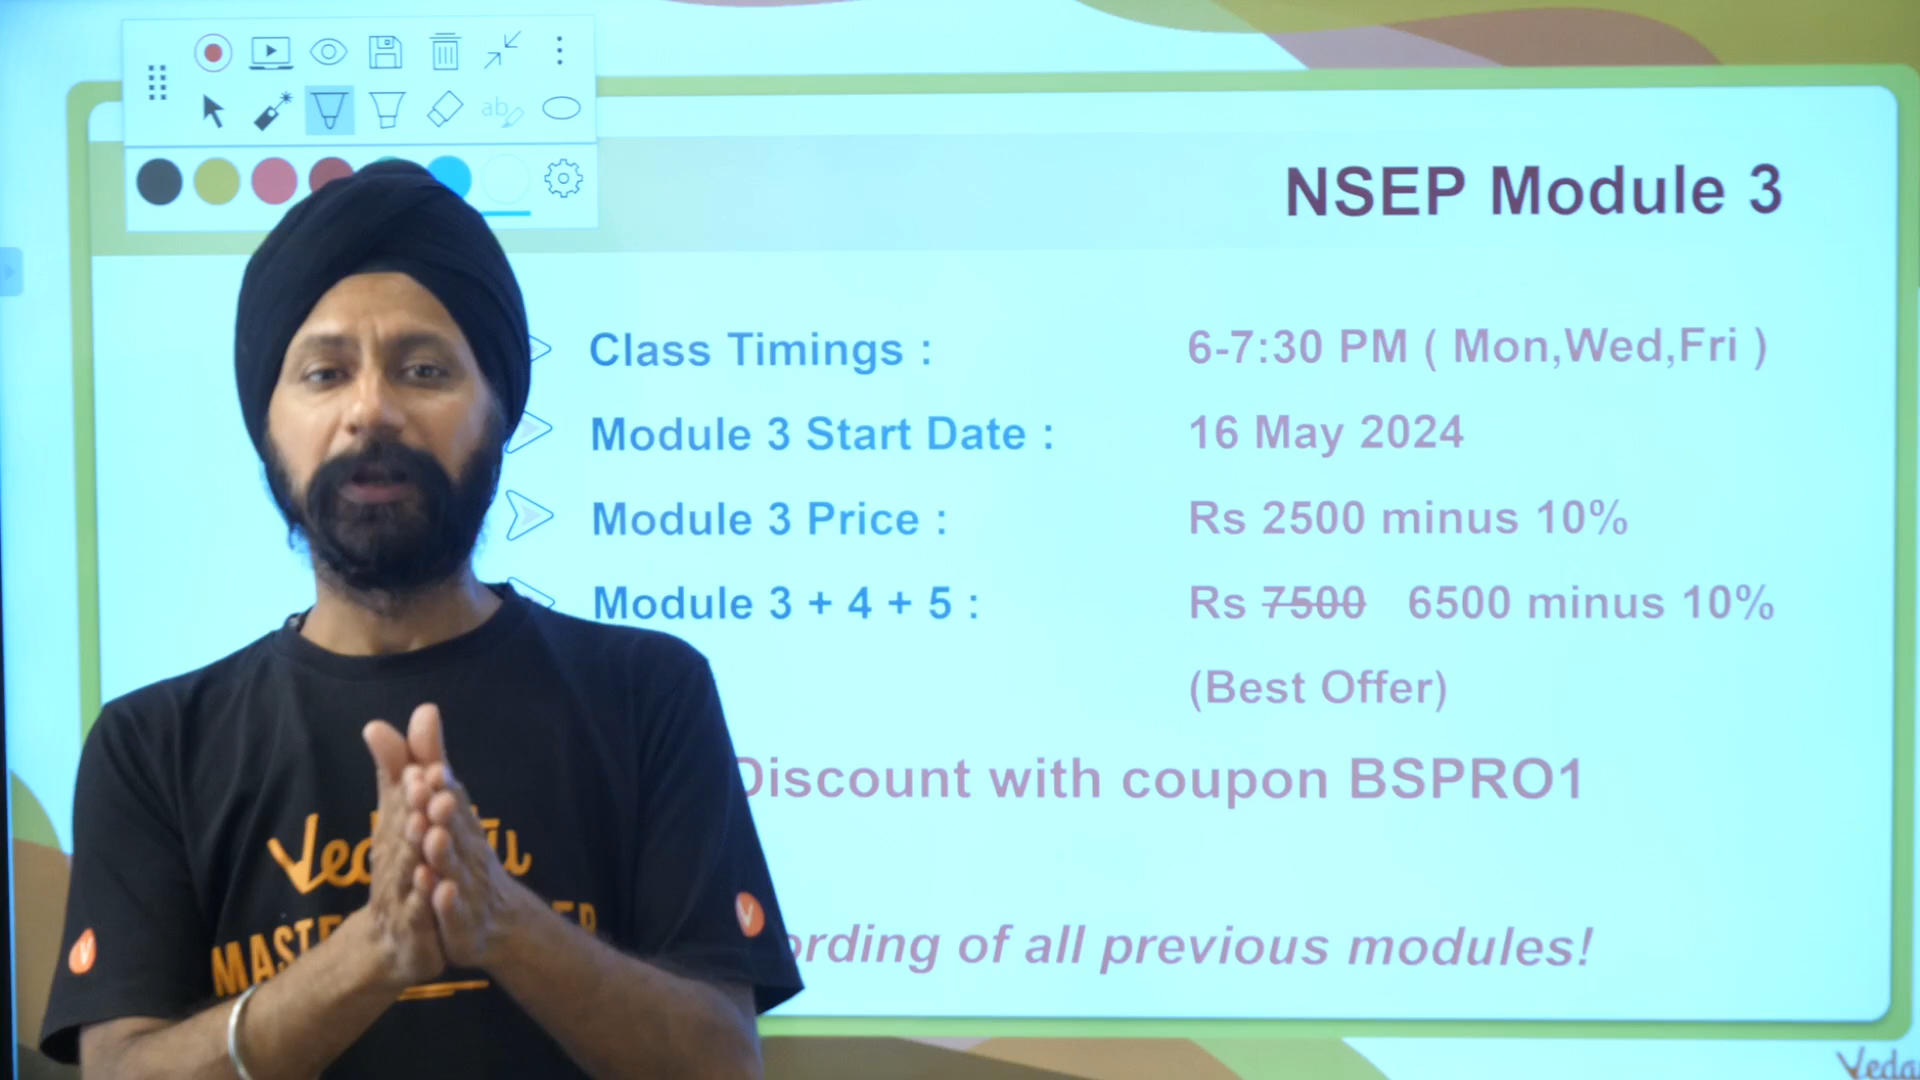 NSEP Module 3
Class Timings : 6-7:30 PM ( Mon,Wed,Fri )
Module 3 Start Date : 16 May 2024
Module 3 Price : Rs 2500 minus 10%
Module 3 + 4 + 5 : Rs 7500 6500 minus 10%
(Best Offer)
Discount with coupon BSPRO1
of all previous modules!
ab